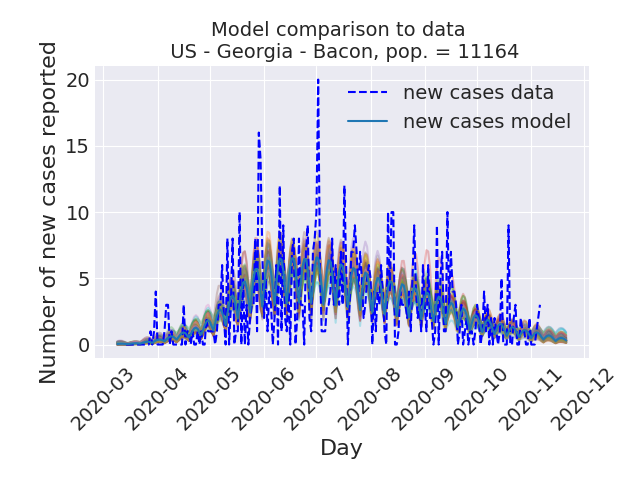 Model comparison to data
US - Georgia - Bacon, pop. = 11164
Number of new cases reported
20
15
10
5
0
new cases data
new cases model
2020-03
2020-04
2020-05
2020-06
2020-07
2020-08
2020-09
2020-10
2020-11
2020-12
Day